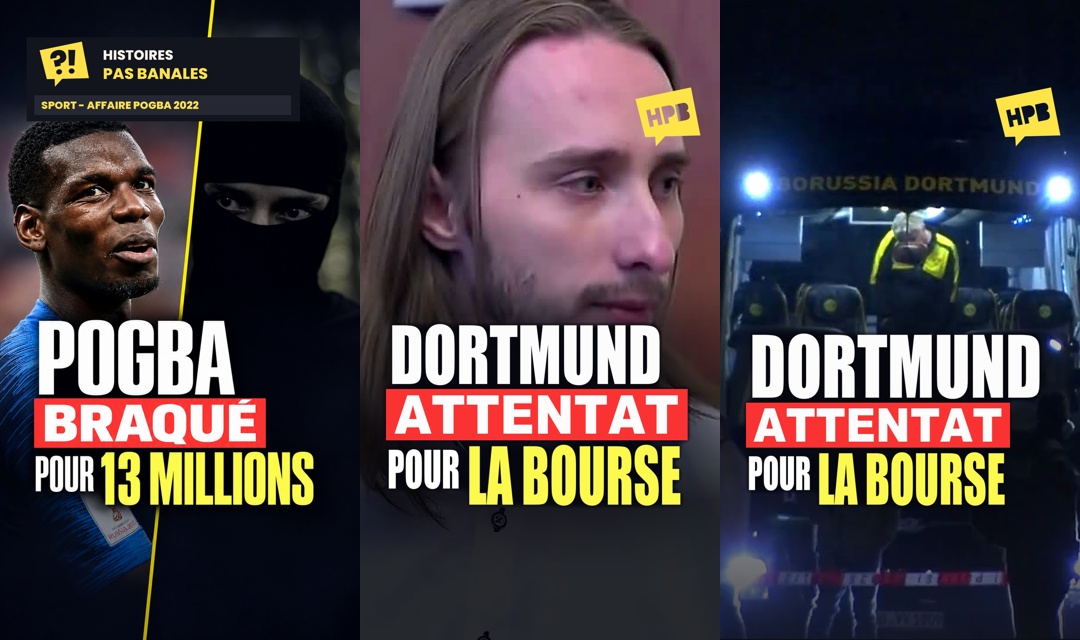 ?!
HISTOIRES
PAS BANALES
SPORT - AFFAIRE POGBA 2022
POGBA
BRAQUÉ
POUR 13 MILLIONS
HPB
DORTMUND
ATTENTAT
POUR LA BOURSE
HPB
BORUSSIA DORTMUND
DORTMUND
ATTENTAT
POUR LA BOURSE